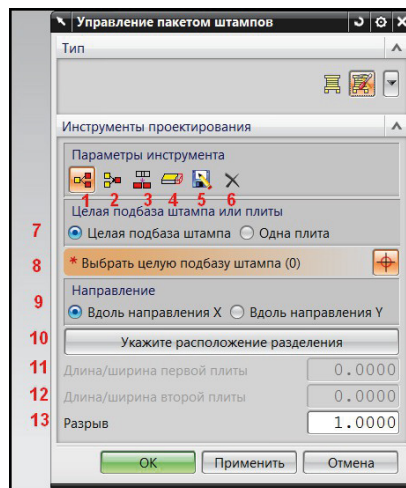 Управление пакетом штампов
Тип
Инструменты проектирования
Параметры инструмента
1 2 3 4 5 6
Целая подбаза штампа или плиты
7 Целая подбаза штампа Одна плита
8 * Выбрать целую подбазу штампа (0)
Направление
9 Вдоль направления X Вдоль направления Y
10 Укажите расположение разделения
11 Длина/ширина первой плиты 0.0000
12 Длина/ширина второй плиты 0.0000
13 Разрыв 1.0000
ОК Применить Отмена